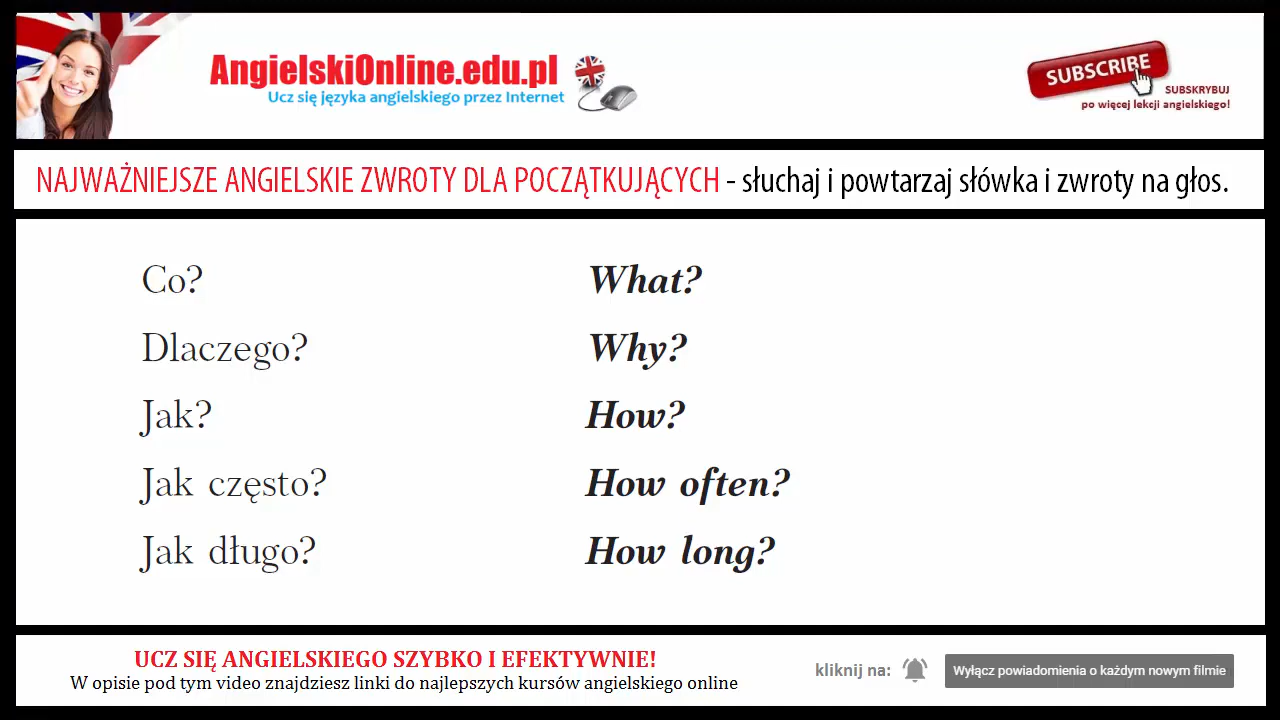 AngielskiOnline.edu.pl
Ucz się języka angielskiego przez Internet
SUBSCRIBE
SUBSKRYBUJ
po więcej lekcji angielskiego!
NAJWAŻNIEJSZE ANGIELSKIE ZWROTY DLA POCZĄTKUJĄCYCH - słuchaj i powtarzaj słówka i zwroty na głos.
Co? What?
Dlaczego? Why?
Jak? How?
Jak często? How often?
Jak długo? How long?
UCZ SIĘ ANGIELSKIEGO SZYBKO I EFEKTYWNIE!
W opisie pod tym video znajdziesz linki do najlepszych kursów angielskiego online
kliknij na: Wyłącz powiadomienia o każdym nowym filmie